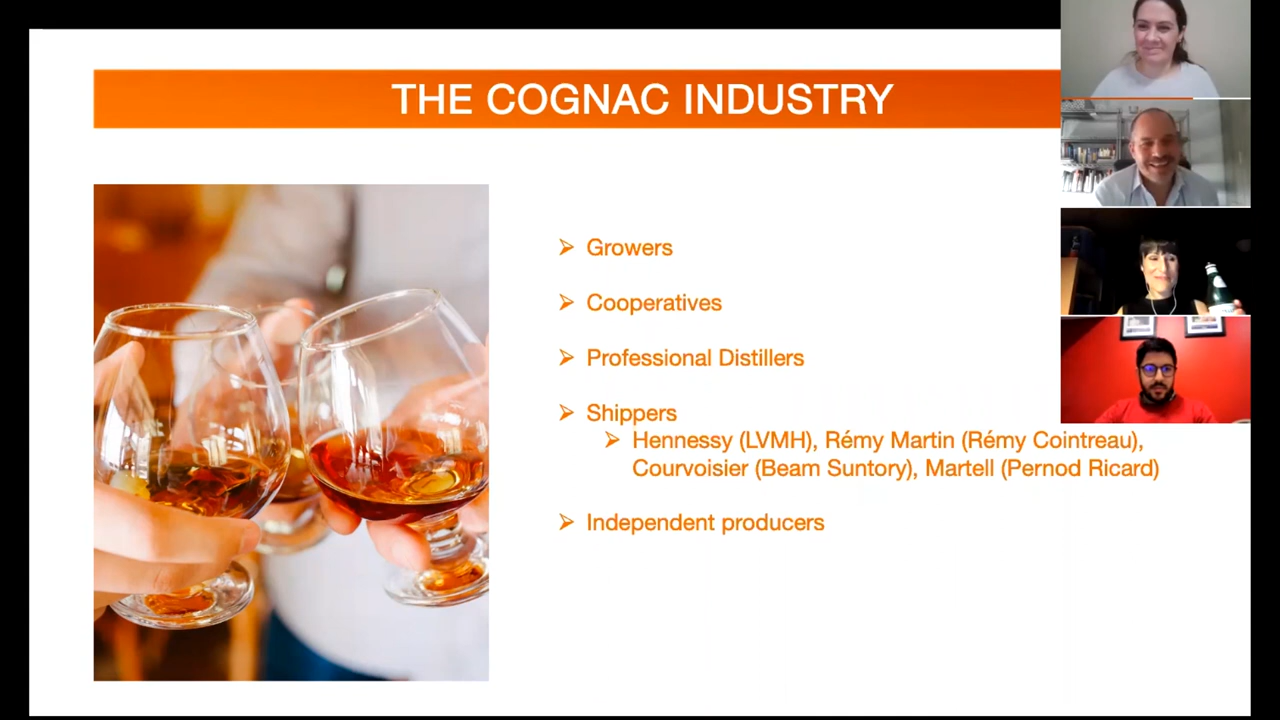 THE COGNAC INDUSTRY
➢ Growers
➢ Cooperatives
➢ Professional Distillers
➢ Shippers
➢ Hennessy (LVMH), Rémy Martin (Rémy Cointreau),
Courvoisier (Beam Suntory), Martell (Pernod Ricard)
➢ Independent producers